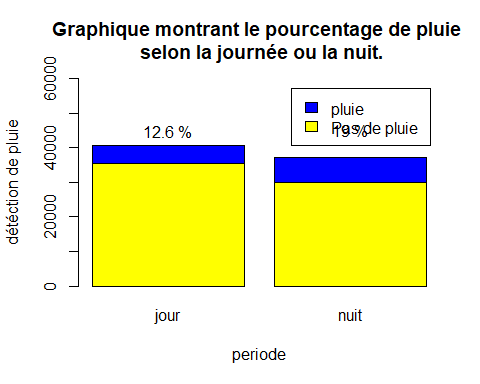 Graphique montrant le pourcentage de pluie
selon la journée ou la nuit.
détéction de pluie
60000
40000
20000
0
12.6 %
19 %
pluie
Pas de pluie
jour
nuit
periode